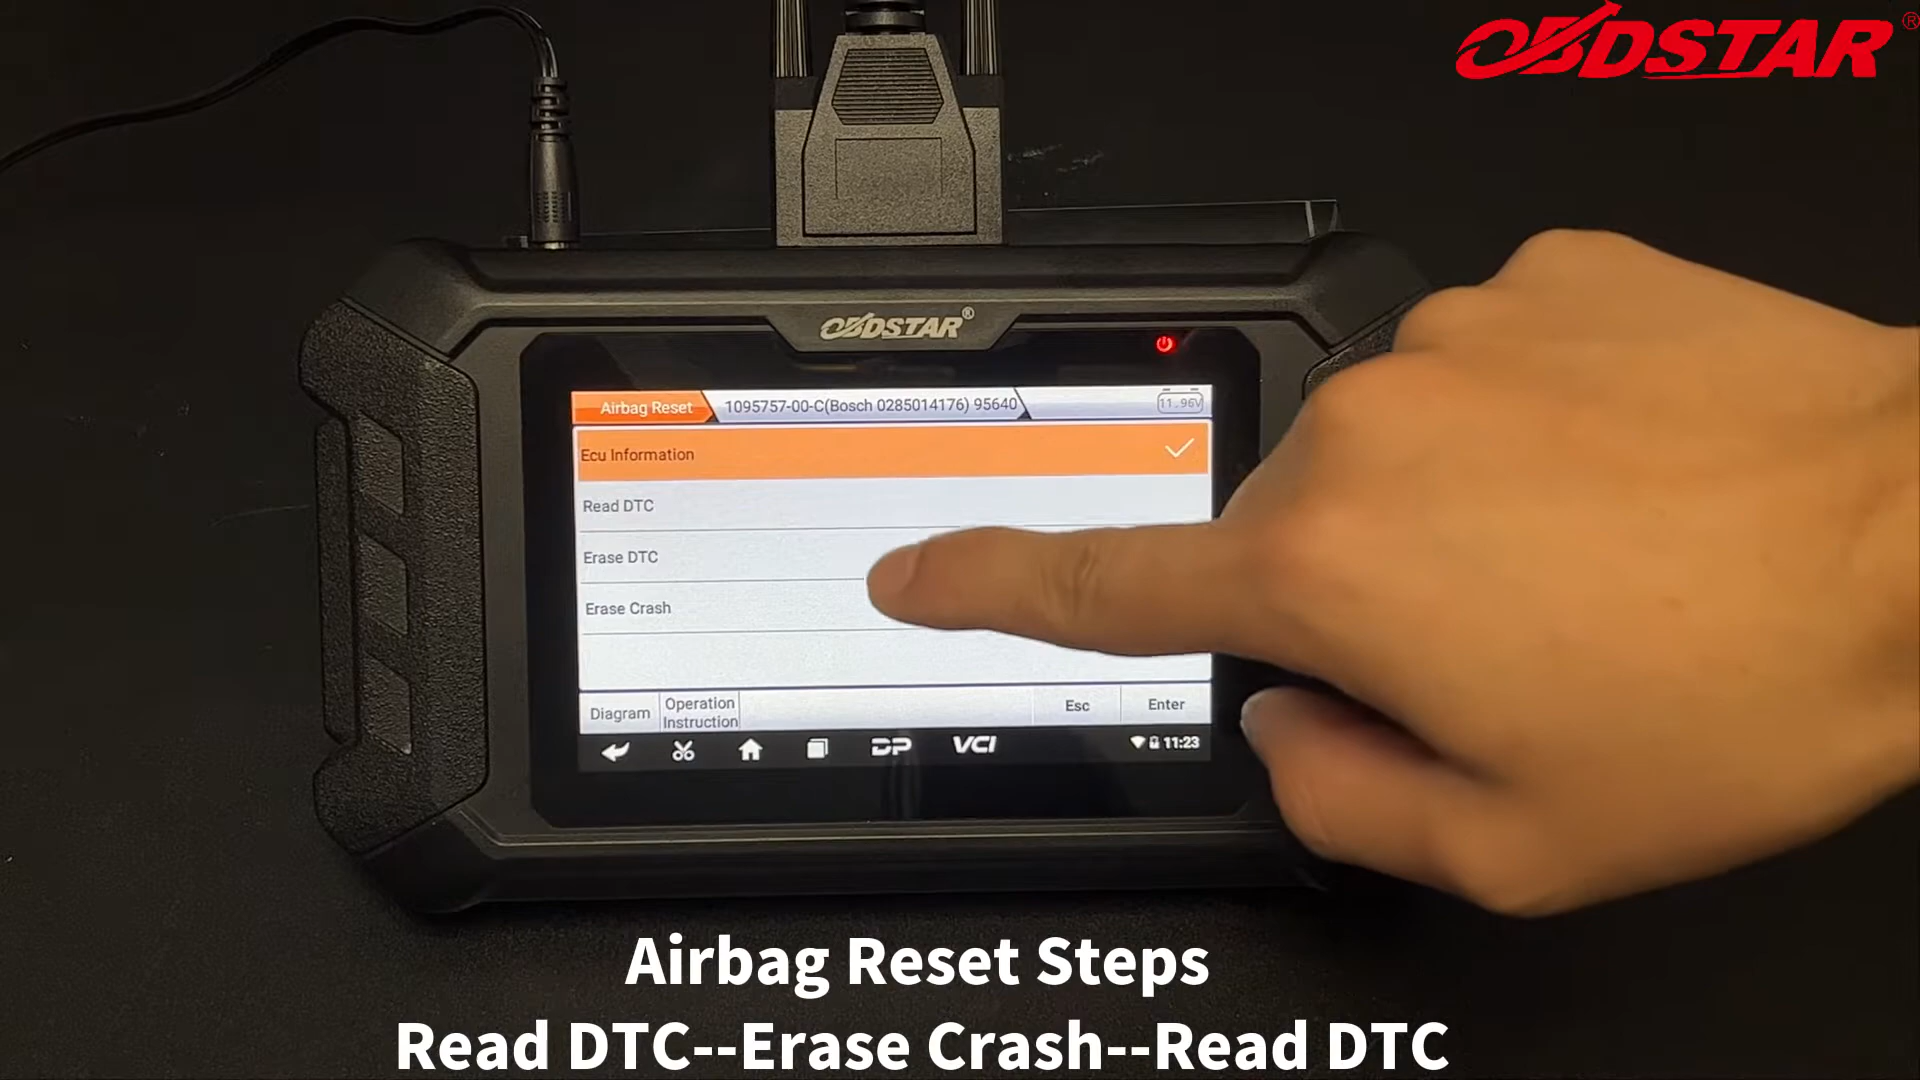 OBDSTAR®
OBDSTAR®
Airbag Reset
1095757-00-C(Bosch 0285014176) 95640
11.96V
Ecu Information
Read DTC
Erase DTC
Erase Crash
Diagram
Operation
Instruction
Esc
Enter
DP
VCI
11:23
Airbag Reset Steps
Read DTC--Erase Crash--Read DTC